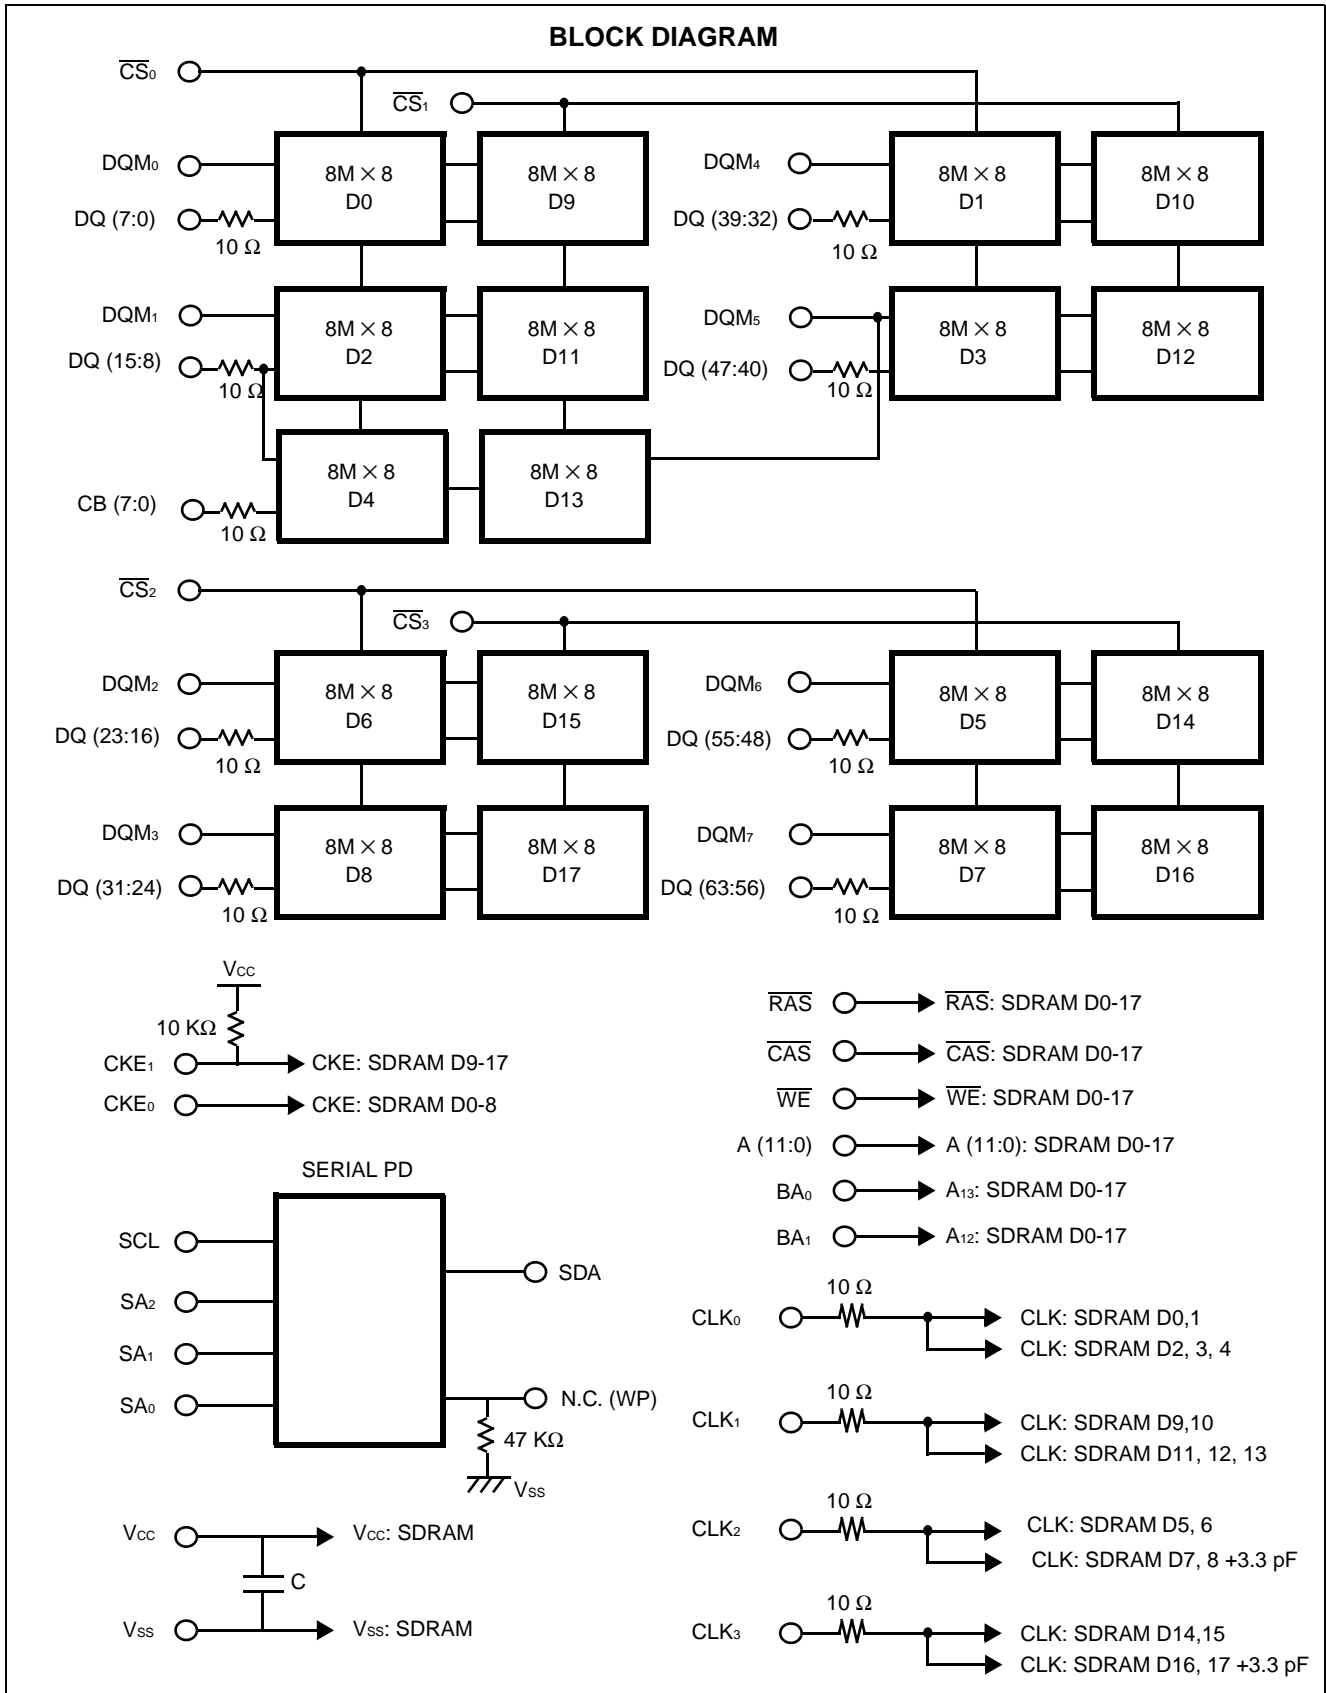 BLOCK DIAGRAM
CS0
CS1
DQM0
8M × 8
D0
8M × 8
D9
DQM4
8M × 8
D1
8M × 8
D10
DQ (7:0)
10 Ω
DQ (39:32)
10 Ω
DQM1
8M × 8
D2
8M × 8
D11
DQM5
8M × 8
D3
8M × 8
D12
DQ (15:8)
10 Ω
DQ (47:40)
10 Ω
8M × 8
D4
8M × 8
D13
CB (7:0)
10 Ω
CS2
CS3
DQM2
8M × 8
D6
8M × 8
D15
DQM6
8M × 8
D5
8M × 8
D14
DQ (23:16)
10 Ω
DQ (55:48)
10 Ω
DQM3
8M × 8
D8
8M × 8
D17
DQM7
8M × 8
D7
8M × 8
D16
DQ (31:24)
10 Ω
DQ (63:56)
10 Ω
VCC
10 KΩ
CKE1
CKE: SDRAM D9-17
CKE0
CKE: SDRAM D0-8
RAS
RAS: SDRAM D0-17
CAS
CAS: SDRAM D0-17
WE
WE: SDRAM D0-17
A (11:0)
A (11:0): SDRAM D0-17
BA0
A13: SDRAM D0-17
BA1
A12: SDRAM D0-17
SERIAL PD
SCL
SA2
SA1
SA0
SDA
N.C. (WP)
47 KΩ
VSS
CLK0
10 Ω
CLK: SDRAM D0,1
CLK: SDRAM D2, 3, 4
CLK1
10 Ω
CLK: SDRAM D9,10
CLK: SDRAM D11, 12, 13
CLK2
10 Ω
CLK: SDRAM D5, 6
CLK: SDRAM D7, 8 +3.3 pF
CLK3
10 Ω
CLK: SDRAM D14,15
CLK: SDRAM D16, 17 +3.3 pF
VCC
VCC: SDRAM
C
VSS
VSS: SDRAM